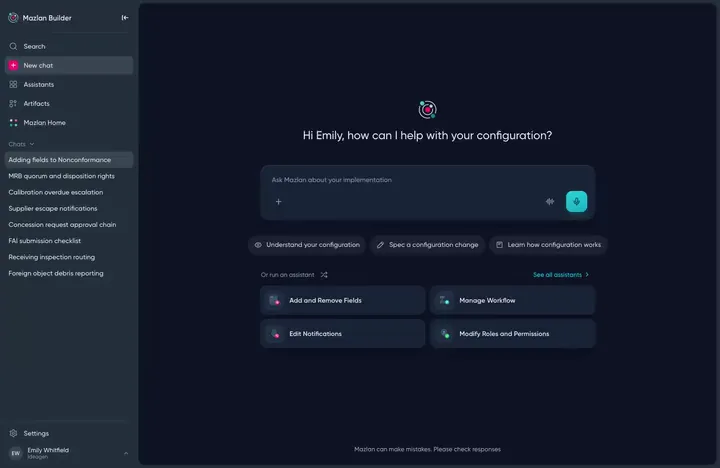 Mazlan Builder
Search
New chat
Assistants
Artifacts
Mazlan Home
Chats
Adding fields to Nonconformance
MRB quorum and disposition rights
Calibration overdue escalation
Supplier escape notifications
Concession request approval chain
FAI submission checklist
Receiving inspection routing
Foreign object debris reporting
Settings
EW
Emily Whitfield
Ideagen
Hi Emily, how can I help with your configuration?
Ask Mazlan about your implementation
Understand your configuration
Spec a configuration change
Learn how configuration works
Or run an assistant
See all assistants
Add and Remove Fields
Manage Workflow
Edit Notifications
Modify Roles and Permissions
Mazlan can make mistakes. Please check responses